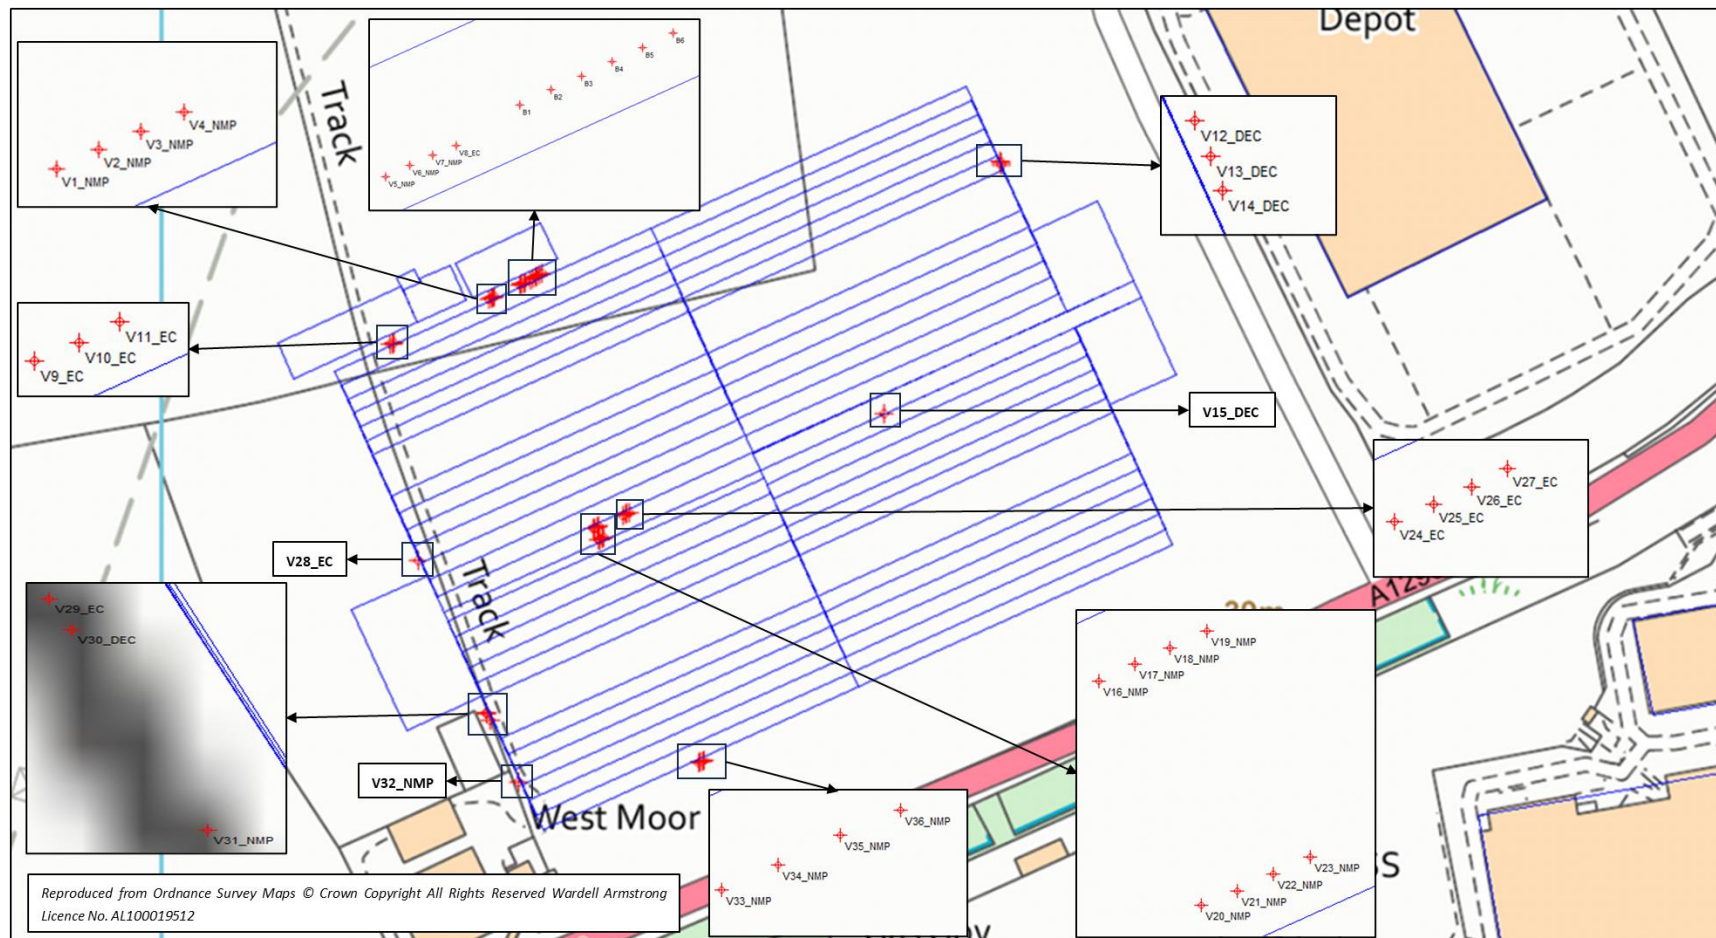 Depot
Track
V4_NMP
V3_NMP
V2_NMP
V1_NMP
B6
B5
B4
B3
B2
B1
V8_EC
V7_NMP
V6_NMP
V5_NMP
V12_DEC
V13_DEC
V14_DEC
V11_EC
V10_EC
V9_EC
V15_DEC
V27_EC
V26_EC
V25_EC
V24_EC
V28_EC
Track
V29_EC
V30_DEC
V31_NMP
V32_NMP
West Moor
V19_NMP
V18_NMP
V17_NMP
V16_NMP
V23_NMP
V22_NMP
V21_NMP
V20_NMP
V36_NMP
V35_NMP
V34_NMP
V33_NMP
Reproduced from Ordnance Survey Maps © Crown Copyright All Rights Reserved Wardell Armstrong
Licence No. AL100019512